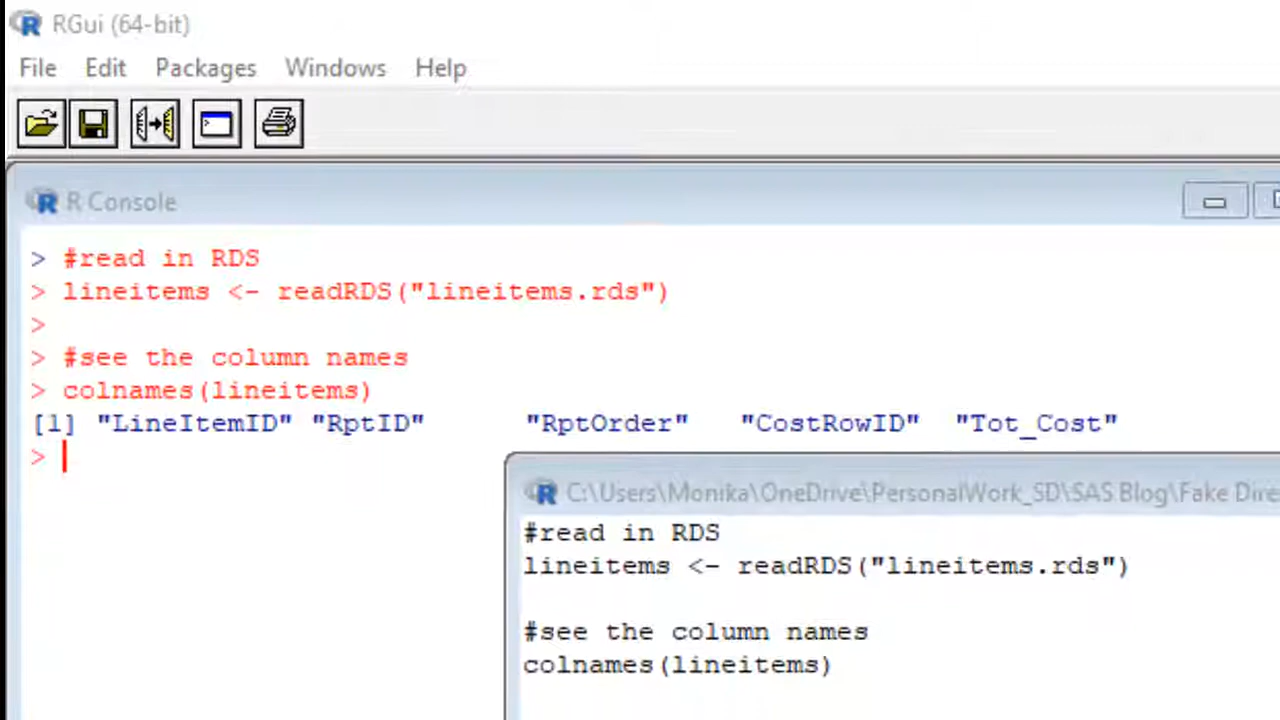 RGui (64-bit)
File Edit Packages Windows Help
R Console
> #read in RDS
> lineitems <- readRDS("lineitems.rds")
>
> #see the column names
> colnames(lineitems)
[1] "LineItemID" "RptID" "RptOrder" "CostRowID" "Tot_Cost"
>
C:\Users\Monika\OneDrive\PersonalWork_SD\SAS Blog\Fake Dire
#read in RDS
lineitems <- readRDS("lineitems.rds")
#see the column names
colnames(lineitems)